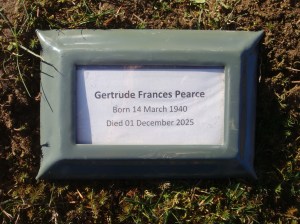 Gertrude Frances Pearce
Born 14 March 1940
Died 01 December 2025